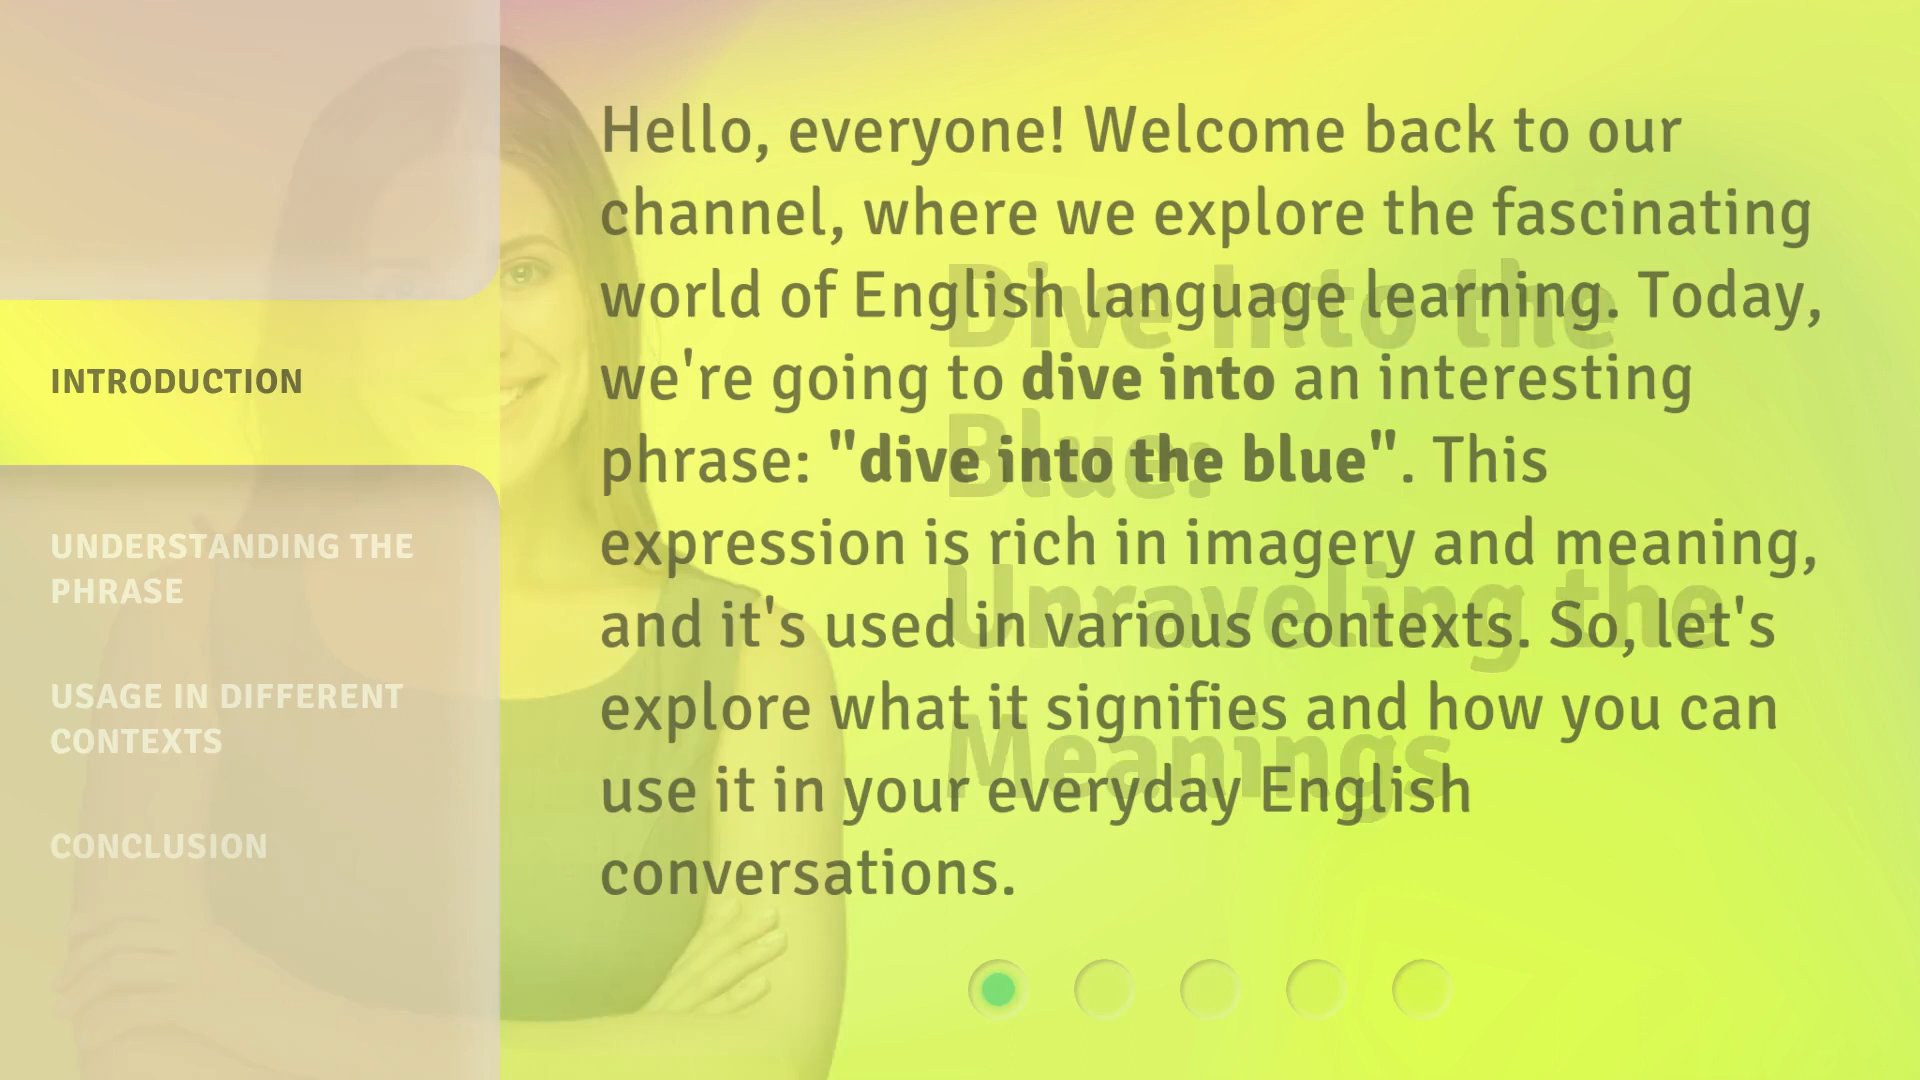 INTRODUCTION
UNDERSTANDING THE
PHRASE
USAGE IN DIFFERENT
CONTEXTS
CONCLUSION
Hello, everyone! Welcome back to our
channel, where we explore the fascinating
world of English language learning. Today,
we're going to dive into an interesting
phrase: "dive into the blue". This
expression is rich in imagery and meaning,
and it's used in various contexts. So, let's
explore what it signifies and how you can
use it in your everyday English
conversations.
Dive Into the
Blue:
Unraveling the
Meanings